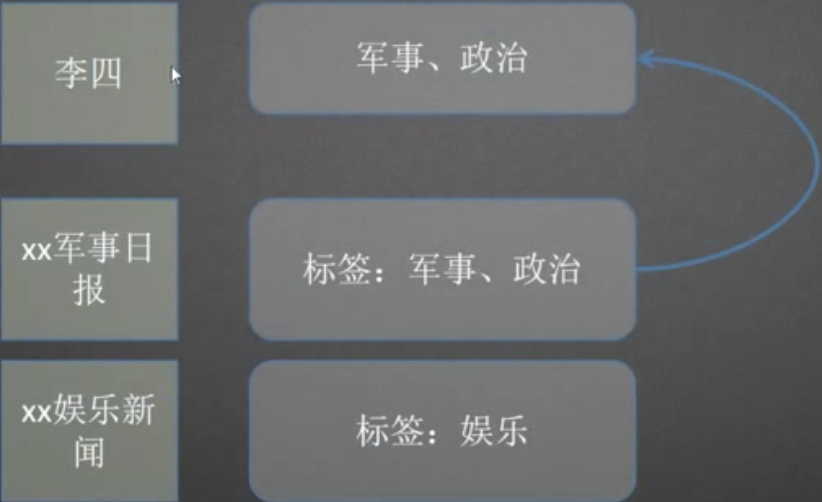 李四
军事、政治
xx军事日
报
标签：军事、政治
xx娱乐新
闻
标签：娱乐